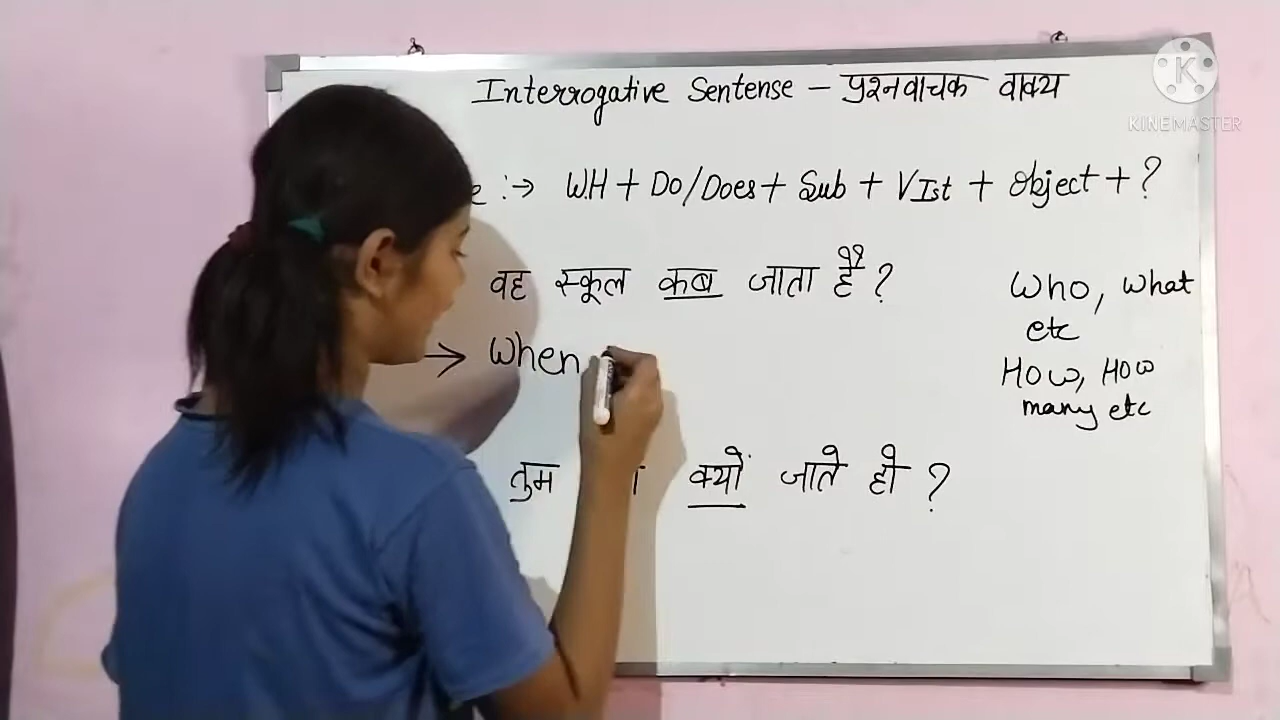 Interrogative Sentense – प्रश्नवाचक वाक्य
KINEMASTER
:→ WH + Do/Does + Sub + VIst + Object + ?
वह स्कूल कब जाता है ?
→ When
तुम क्यों जाते हो ?
Who, what
etc
How, How
many etc